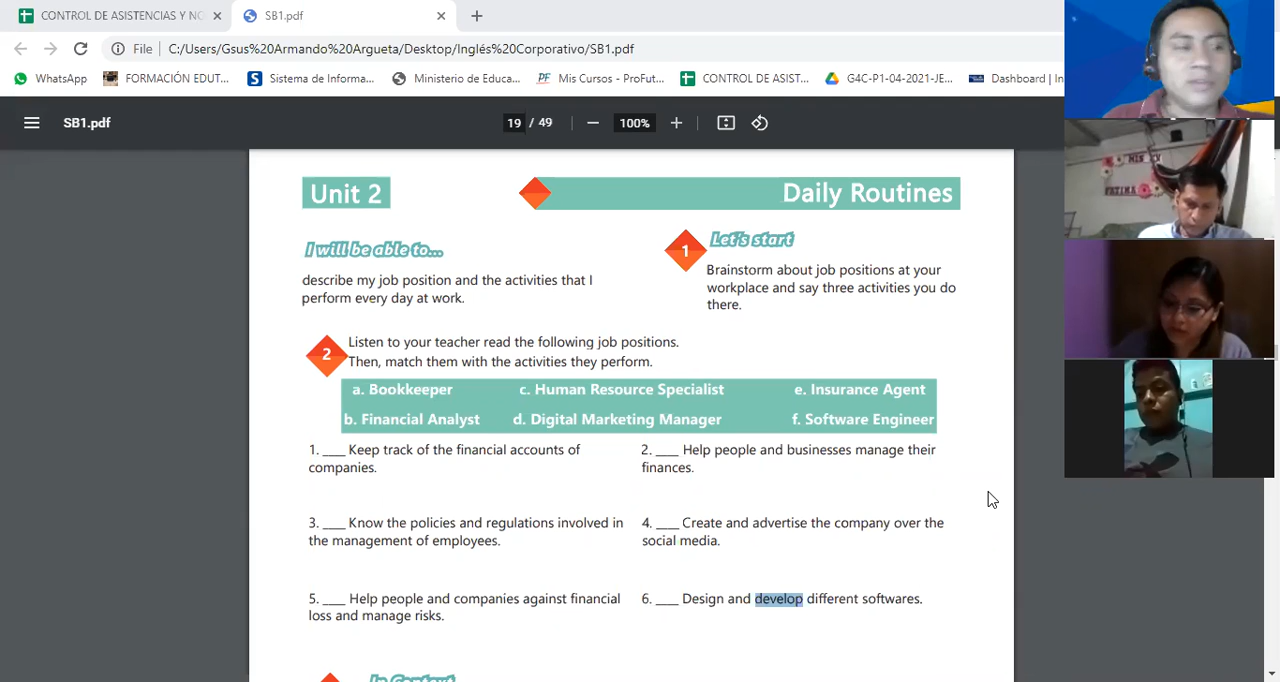 CONTROL DE ASISTENCIAS Y NO
SB1.pdf
File
C:/Users/Gsus%20Armando%20Argueta/Desktop/Inglés%20Corporativo/SB1.pdf
WhatsApp
FORMACIÓN EDUT...
Sistema de Informa...
Ministerio de Educa...
Mis Cursos - ProFut...
CONTROL DE ASIST...
G4C-P1-04-2021-JE...
Dashboard | In
SB1.pdf
19 / 49
100%
Unit 2
Daily Routines
I will be able to...
describe my job position and the activities that I
perform every day at work.
1
Let's start
Brainstorm about job positions at your
workplace and say three activities you do
there.
2
Listen to your teacher read the following job positions.
Then, match them with the activities they perform.
a. Bookkeeper
c. Human Resource Specialist
e. Insurance Agent
b. Financial Analyst
d. Digital Marketing Manager
f. Software Engineer
1. ___ Keep track of the financial accounts of
companies.
2. ___ Help people and businesses manage their
finances.
3. ___ Know the policies and regulations involved in
the management of employees.
4. ___ Create and advertise the company over the
social media.
5. ___ Help people and companies against financial
loss and manage risks.
6. ___ Design and develop different softwares.
In Context